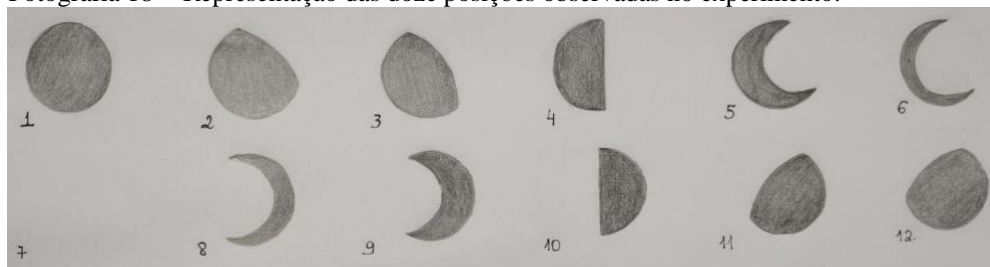 Fotografia 18 – Representação das doze posições observadas no experimento.
1 2 3 4 5 6
7 8 9 10 11 12.